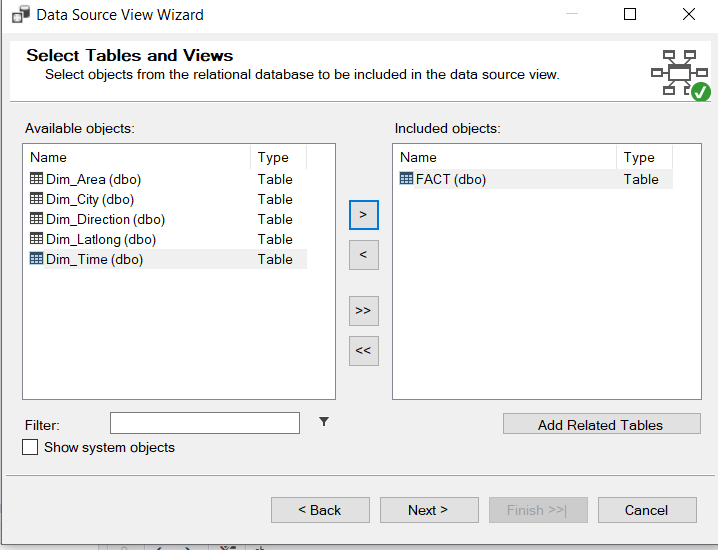 Data Source View Wizard
Select Tables and Views
Select objects from the relational database to be included in the data source view.
Available objects:
Name Type
Dim_Area (dbo) Table
Dim_City (dbo) Table
Dim_Direction (dbo) Table
Dim_Latlong (dbo) Table
Dim_Time (dbo) Table
>
<
>>
<<
Included objects:
Name Type
FACT (dbo) Table
Filter:
Show system objects
Add Related Tables
< Back Next > Finish >>| Cancel